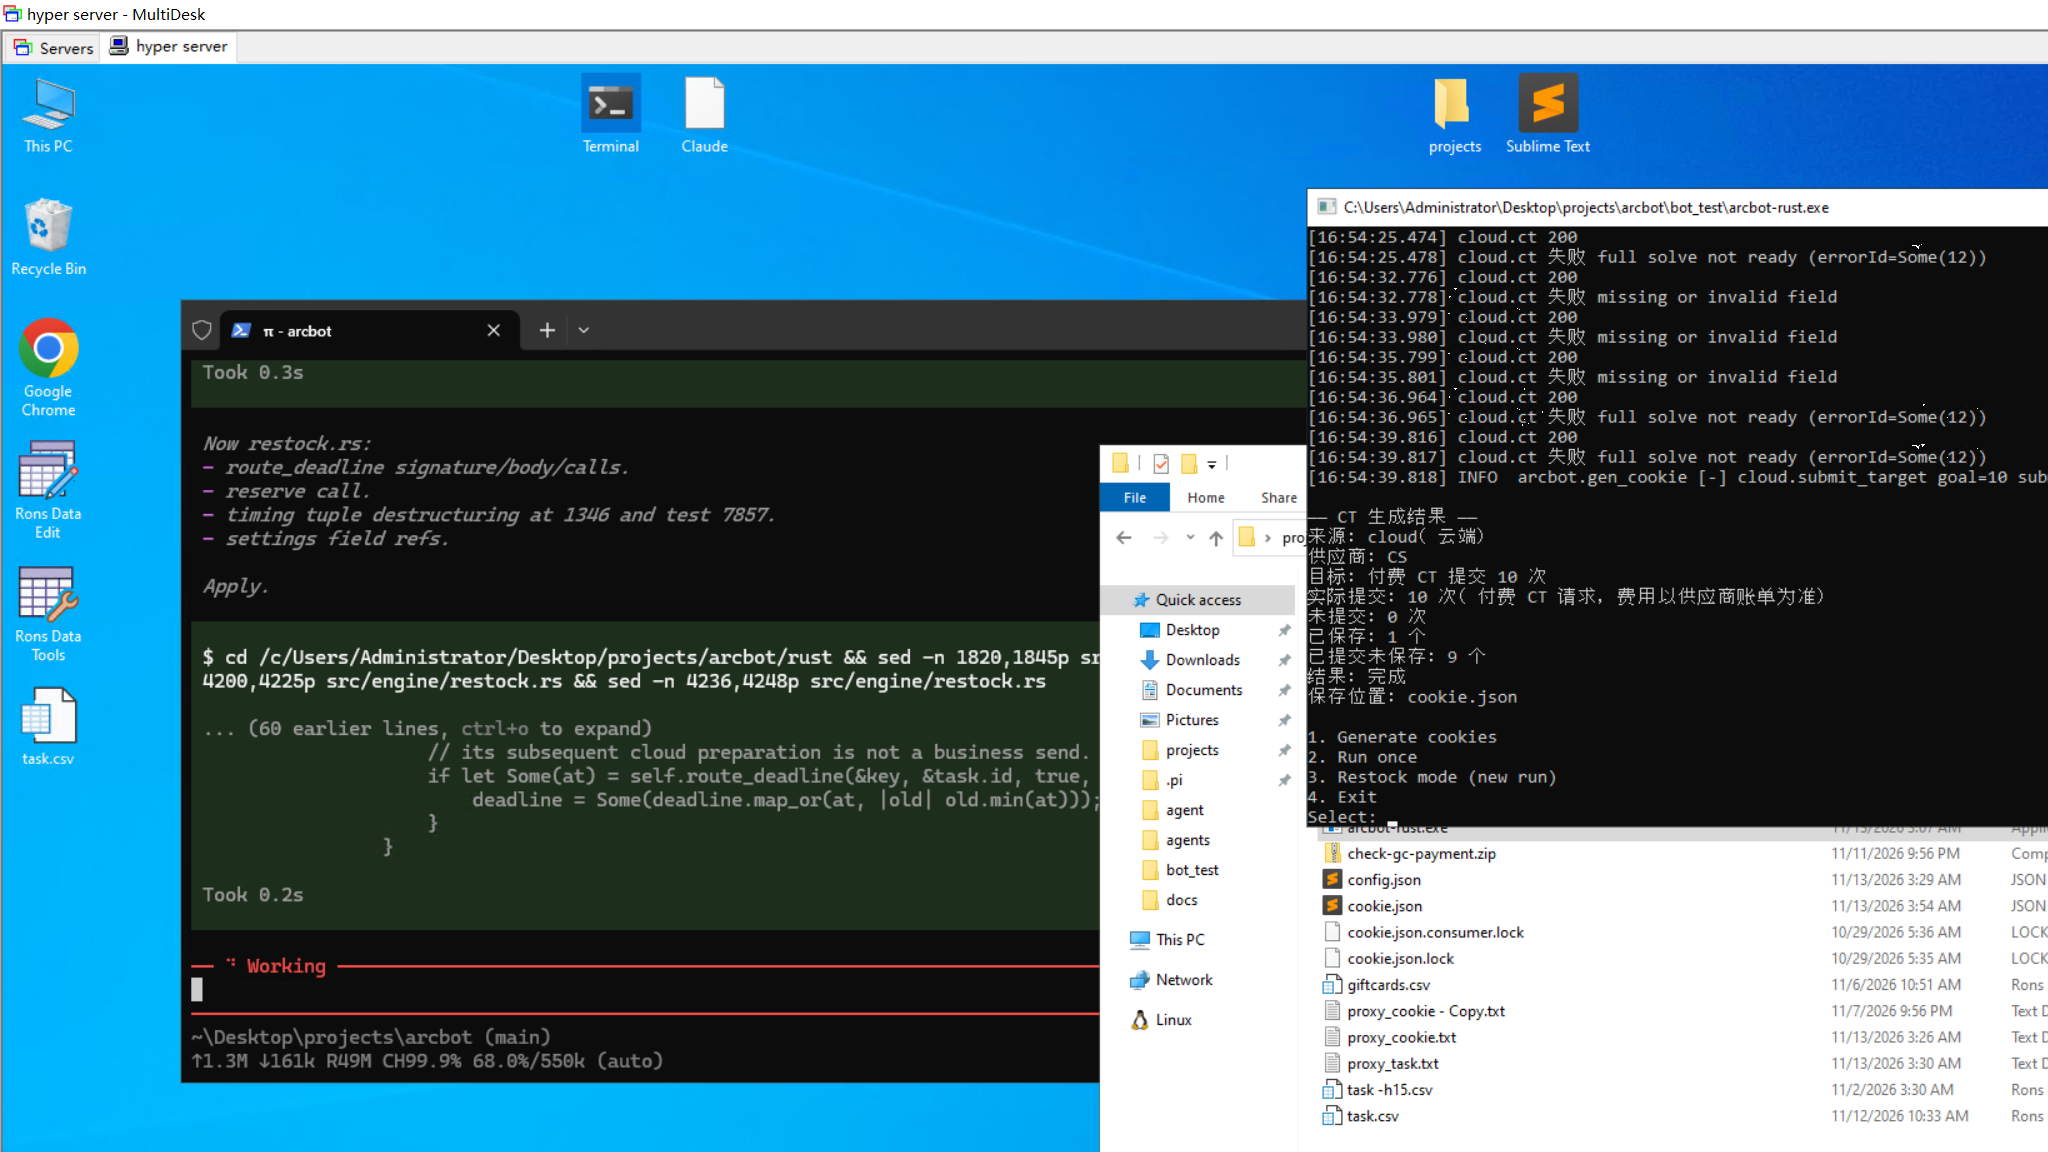 hyper server - MultiDesk
Servers
hyper server
This PC
Terminal
Claude
projects
Sublime Text
Recycle Bin
Google
Chrome
Rons Data
Edit
Rons Data
Tools
task.csv
π - arcbot
Took 0.3s
Now restock.rs:
- route_deadline signature/body/calls.
- reserve call.
- timing tuple destructuring at 1346 and test 7857.
- settings field refs.
Apply.
$ cd /c/Users/Administrator/Desktop/projects/arcbot/rust && sed -n 1820,1845p sr
4200,4225p src/engine/restock.rs && sed -n 4236,4248p src/engine/restock.rs
... (60 earlier lines, ctrl+o to expand)
// its subsequent cloud preparation is not a business send.
if let Some(at) = self.route_deadline(&key, &task.id, true,
deadline = Some(deadline.map_or(at, |old| old.min(at)));
}
}
Took 0.2s
Working
~\Desktop\projects\arcbot (main)
↑1.3M ↓161k R49M CH99.9% 68.0%/550k (auto)
File
Home
Share
proj
Quick access
Desktop
Downloads
Documents
Pictures
projects
.pi
agent
agents
bot_test
docs
This PC
Network
Linux
C:\Users\Administrator\Desktop\projects\arcbot\bot_test\arcbot-rust.exe
[16:54:25.474] cloud.ct 200
[16:54:25.478] cloud.ct 失败 full solve not ready (errorId=Some(12))
[16:54:32.776] cloud.ct 200
[16:54:32.778] cloud.ct 失败 missing or invalid field
[16:54:33.979] cloud.ct 200
[16:54:33.980] cloud.ct 失败 missing or invalid field
[16:54:35.799] cloud.ct 200
[16:54:35.801] cloud.ct 失败 missing or invalid field
[16:54:36.964] cloud.ct 200
[16:54:36.965] cloud.ct 失败 full solve not ready (errorId=Some(12))
[16:54:39.816] cloud.ct 200
[16:54:39.817] cloud.ct 失败 full solve not ready (errorId=Some(12))
[16:54:39.818] INFO arcbot.gen_cookie [-] cloud.submit_target goal=10 sub
── CT 生成结果 ──
来源: cloud( 云端)
供应商: CS
目标: 付费 CT 提交 10 次
实际提交: 10 次( 付费 CT 请求，费用以供应商账单为准)
未提交: 0 次
已保存: 1 个
已提交未保存: 9 个
结果: 完成
保存位置: cookie.json
1. Generate cookies
2. Run once
3. Restock mode (new run)
4. Exit
Select:
arcbot-rust.exe 11/13/2026 3:07 AM Appli
check-gc-payment.zip 11/11/2026 9:56 PM Comp
config.json 11/13/2026 3:29 AM JSON
cookie.json 11/13/2026 3:54 AM JSON
cookie.json.consumer.lock 10/29/2026 5:36 AM LOCK
cookie.json.lock 10/29/2026 5:35 AM LOCK
giftcards.csv 11/6/2026 10:51 AM Rons
proxy_cookie - Copy.txt 11/7/2026 9:56 PM Text D
proxy_cookie.txt 11/13/2026 3:26 AM Text D
proxy_task.txt 11/13/2026 3:30 AM Text D
task -h15.csv 11/2/2026 3:30 AM Rons
task.csv 11/12/2026 10:33 AM Rons